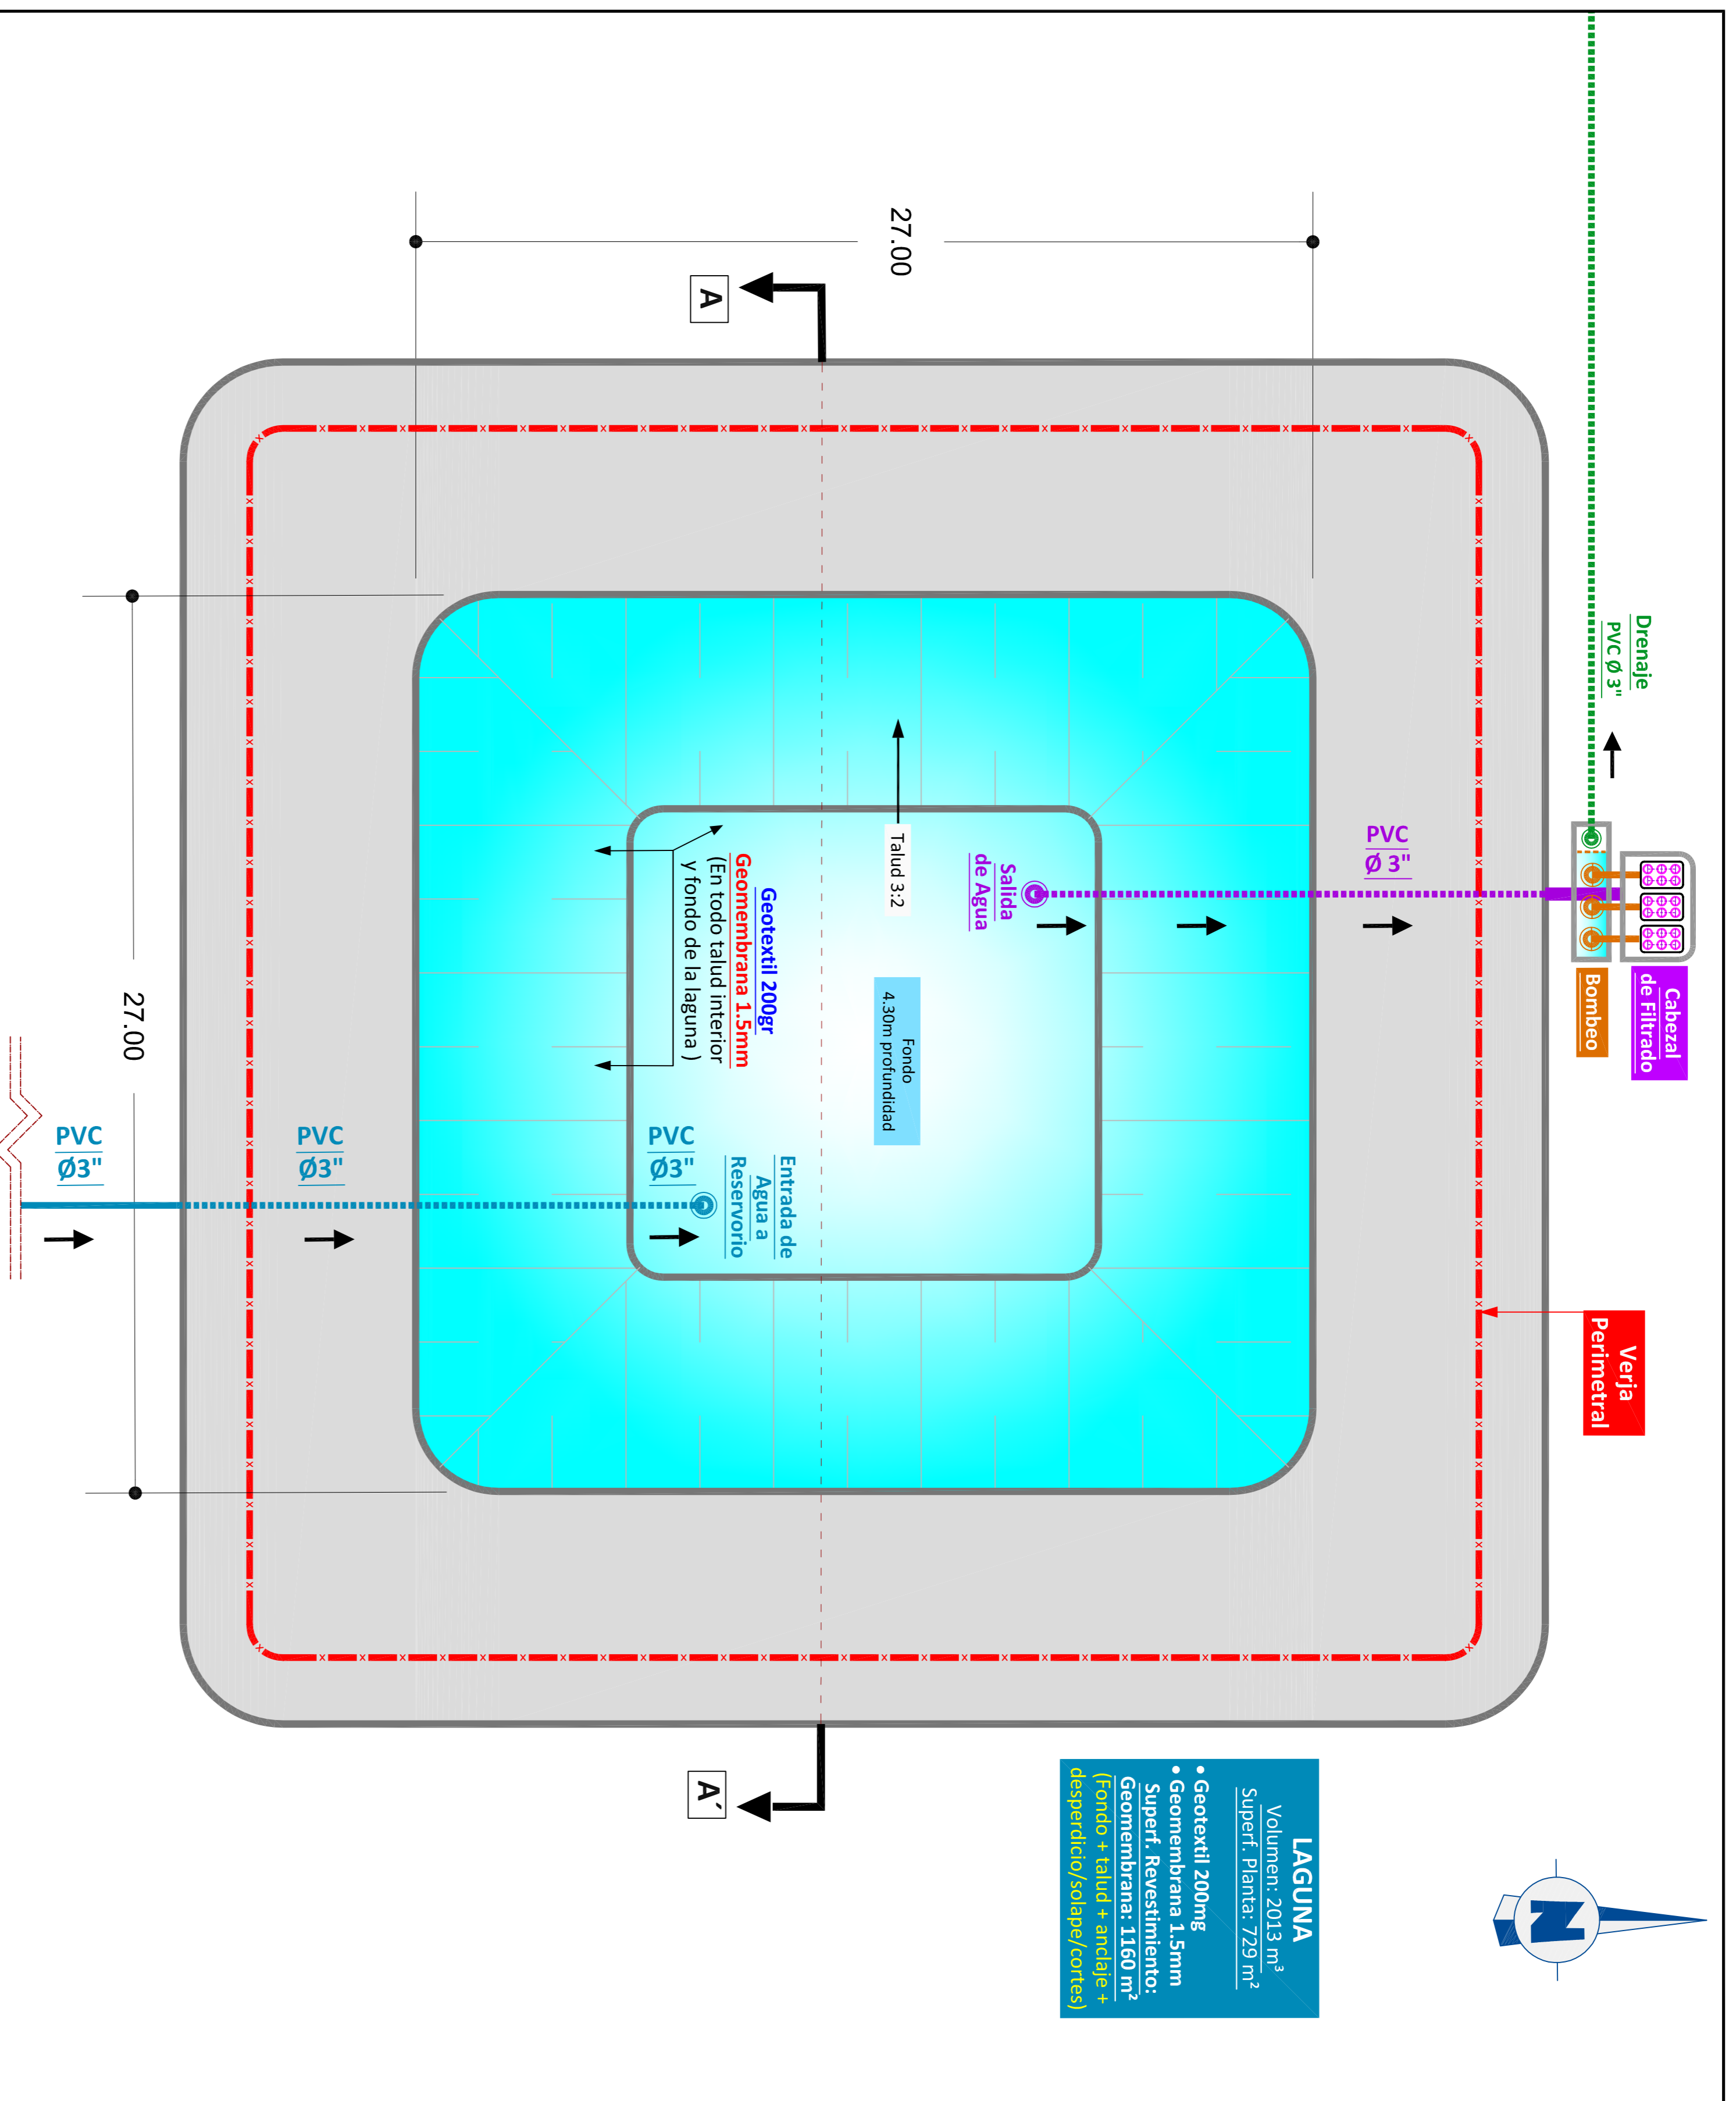 27.00
A
Drenaje
PVC Ø 3"
PVC
Ø 3"
Cabezal
de Filtrado
Bombeo
Talud 3:2
Salida
de Agua
Geotextil 200gr
Geomembrana 1.5mm
(En todo talud interior
y fondo de la laguna )
Fondo
4.30m profundidad
27.00
PVC
Ø3"
PVC
Ø3"
PVC
Ø3"
Entrada de
Agua a
Reservorio
Verja
Perimetral
A´
LAGUNA
Volumen: 2013 m³
Superf. Planta: 729 m²
• Geotextil 200mg
• Geomembrana 1.5mm
Superf. Revestimiento:
Geomembrana: 1160 m²
(Fondo + talud + anclaje +
desperdicio/solape/cortes)
N